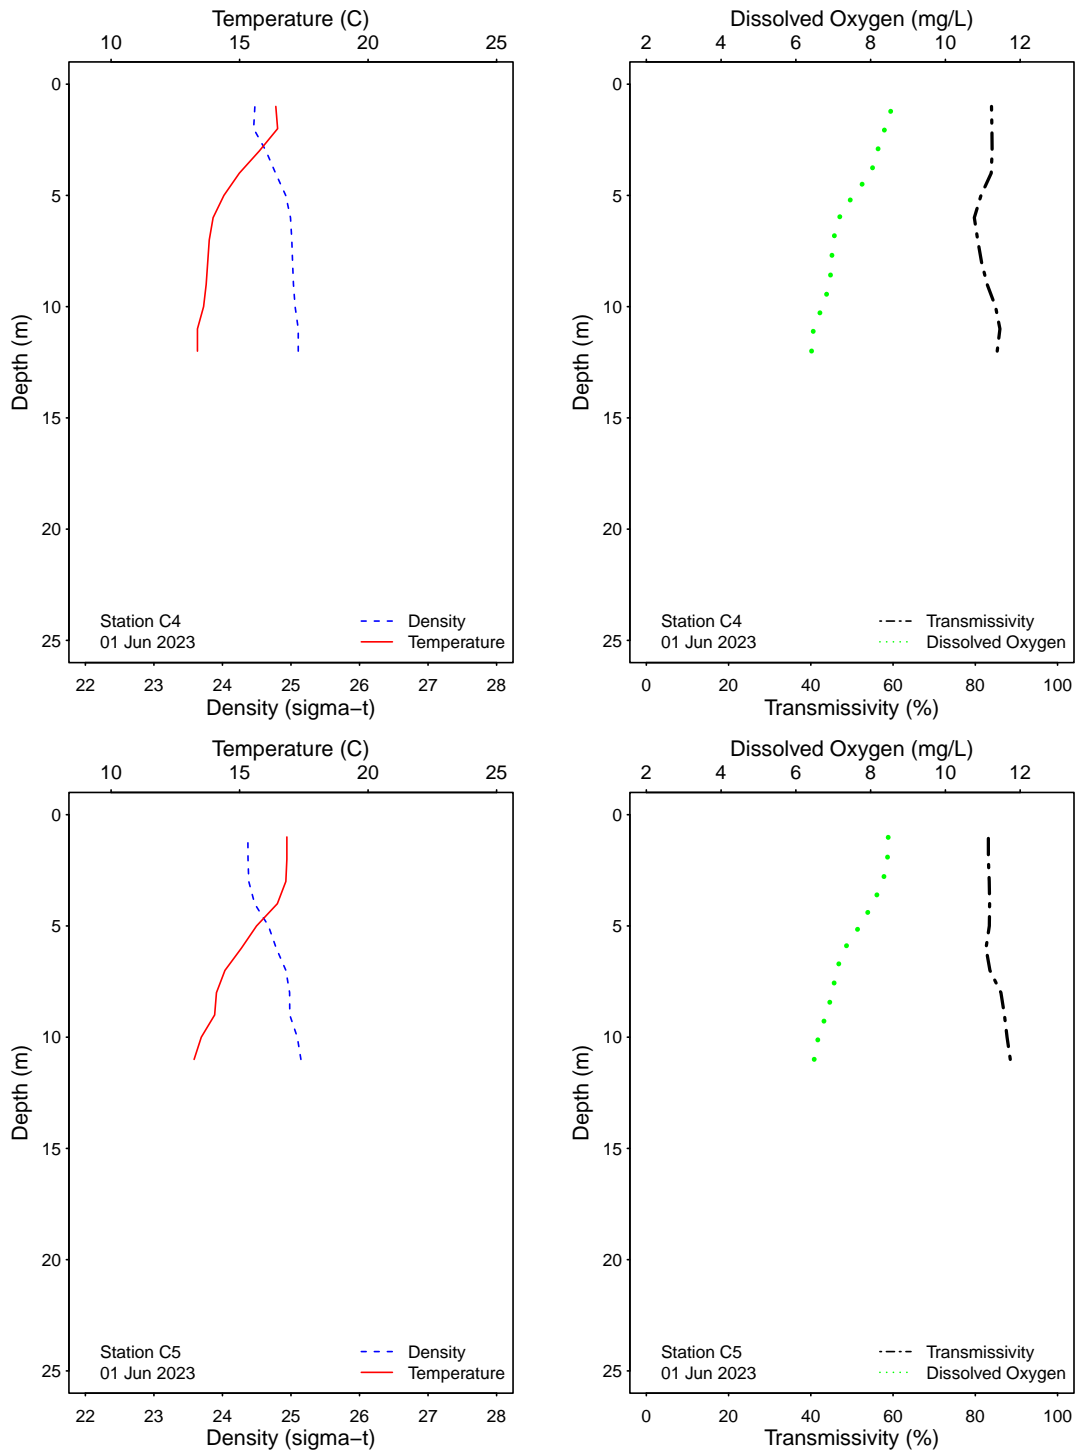 Temperature (C)
10 15 20 25
0
5
10
15
20
25
Depth (m)
Station C4
01 Jun 2023
Density
Temperature
22 23 24 25 26 27 28
Density (sigma−t)
Dissolved Oxygen (mg/L)
2 4 6 8 10 12
0
5
10
15
20
25
Depth (m)
Station C4
01 Jun 2023
Transmissivity
Dissolved Oxygen
0 20 40 60 80 100
Transmissivity (%)
Temperature (C)
10 15 20 25
0
5
10
15
20
25
Depth (m)
Station C5
01 Jun 2023
Density
Temperature
22 23 24 25 26 27 28
Density (sigma−t)
Dissolved Oxygen (mg/L)
2 4 6 8 10 12
0
5
10
15
20
25
Depth (m)
Station C5
01 Jun 2023
Transmissivity
Dissolved Oxygen
0 20 40 60 80 100
Transmissivity (%)